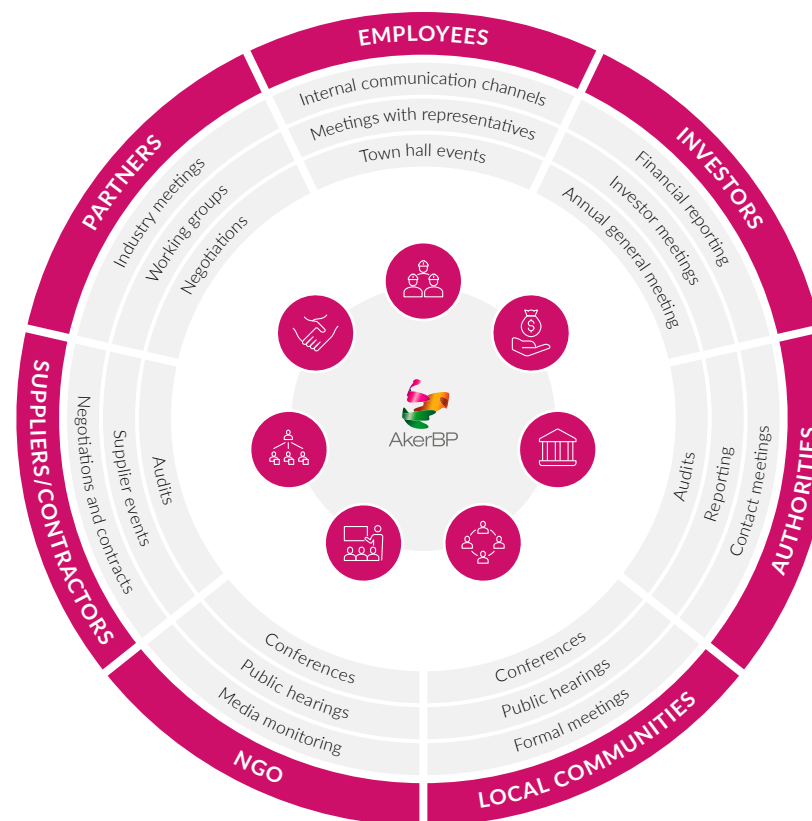 EMPLOYEES
Internal communication channels
Meetings with representatives
Town hall events
INVESTORS
Financial reporting
Investor meetings
Annual general meeting
AUTHORITIES
Contact meetings
Reporting
Audits
LOCAL COMMUNITIES
Conferences
Public hearings
Formal meetings
NGO
Conferences
Public hearings
Media monitoring
SUPPLIERS/CONTRACTORS
Negotiations and contracts
Supplier events
Audits
PARTNERS
Industry meetings
Working groups
Negotiations
$
AkerBP